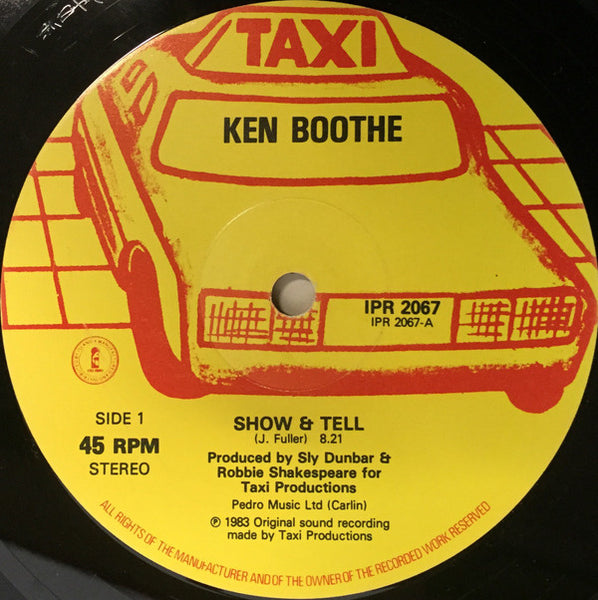 TAXI
KEN BOOTHE
IPR 2067
IPR 2067-A
SIDE 1
45 RPM
STEREO
SHOW & TELL
(J. Fuller) 8.21
Produced by Sly Dunbar &
Robbie Shakespeare for
Taxi Productions
Pedro Music Ltd (Carlin)
℗ 1983 Original sound recording
made by Taxi Productions
ALL RIGHTS OF THE MANUFACTURER AND OF THE OWNER OF THE RECORDED WORK RESERVED